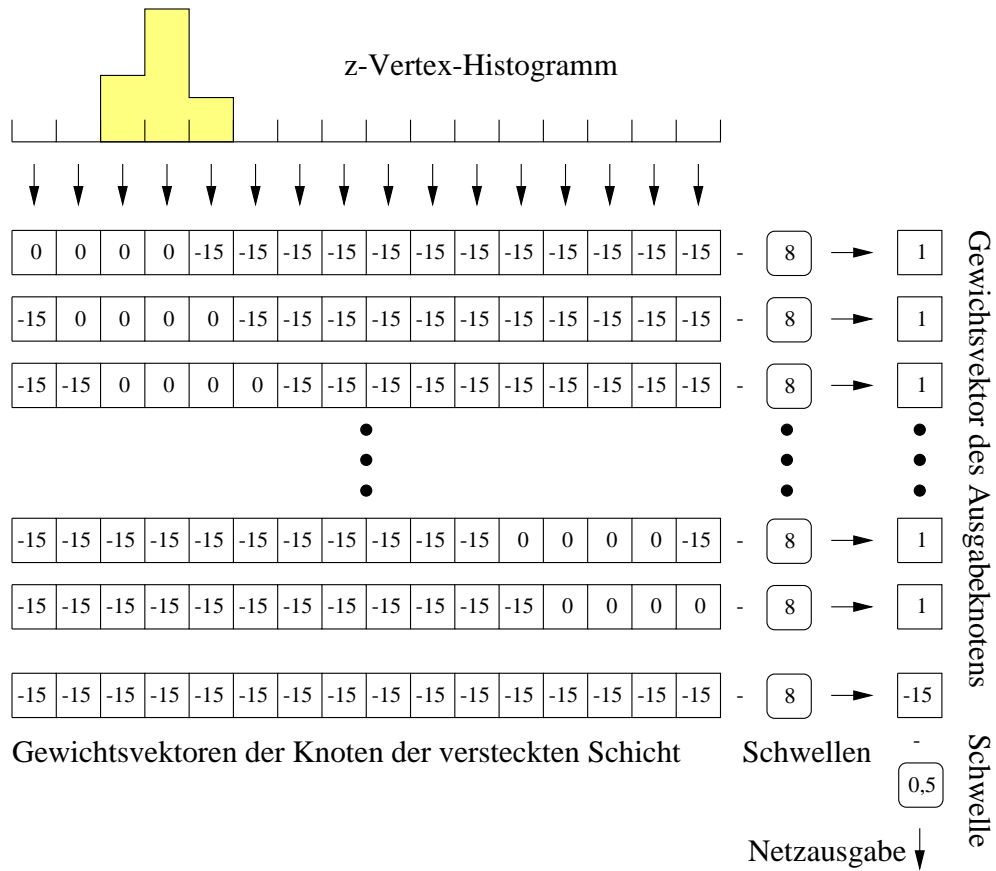 z-Vertex-Histogramm
0 0 0 0 -15 -15 -15 -15 -15 -15 -15 -15 -15 -15 -15 -15 - 8 1
-15 0 0 0 0 -15 -15 -15 -15 -15 -15 -15 -15 -15 -15 -15 - 8 1
-15 -15 0 0 0 0 -15 -15 -15 -15 -15 -15 -15 -15 -15 -15 - 8 1
-15 -15 -15 -15 -15 -15 -15 -15 -15 -15 -15 0 0 0 0 -15 - 8 1
-15 -15 -15 -15 -15 -15 -15 -15 -15 -15 -15 -15 0 0 0 0 - 8 1
-15 -15 -15 -15 -15 -15 -15 -15 -15 -15 -15 -15 -15 -15 -15 -15 - 8 -15
Gewichtsvektor des Ausgabeknotens
Gewichtsvektoren der Knoten der versteckten Schicht
Schwellen
-
0,5
Schwelle
Netzausgabe